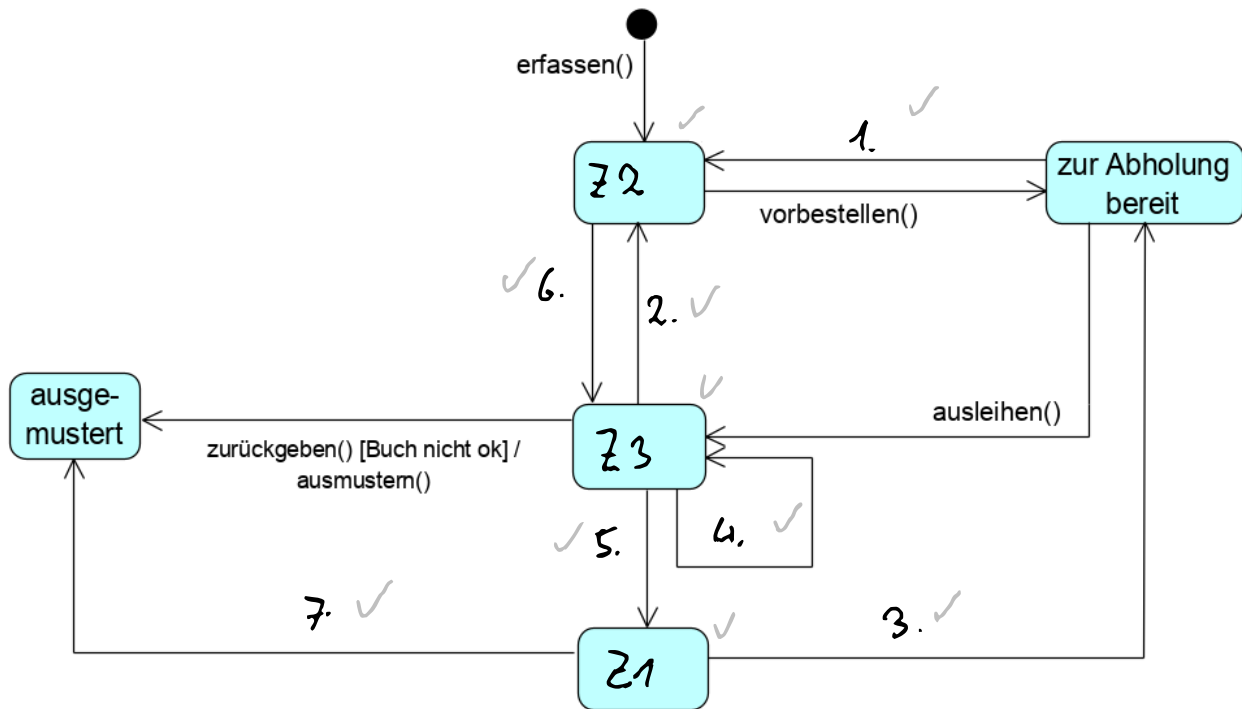 erfassen()
1.
Z2
zur Abholung
bereit
vorbestellen()
6.
2.
ausge-
mustert
ausleihen()
zurückgeben() [Buch nicht ok] /
ausmustern()
Z3
5.
4.
7.
3.
Z1